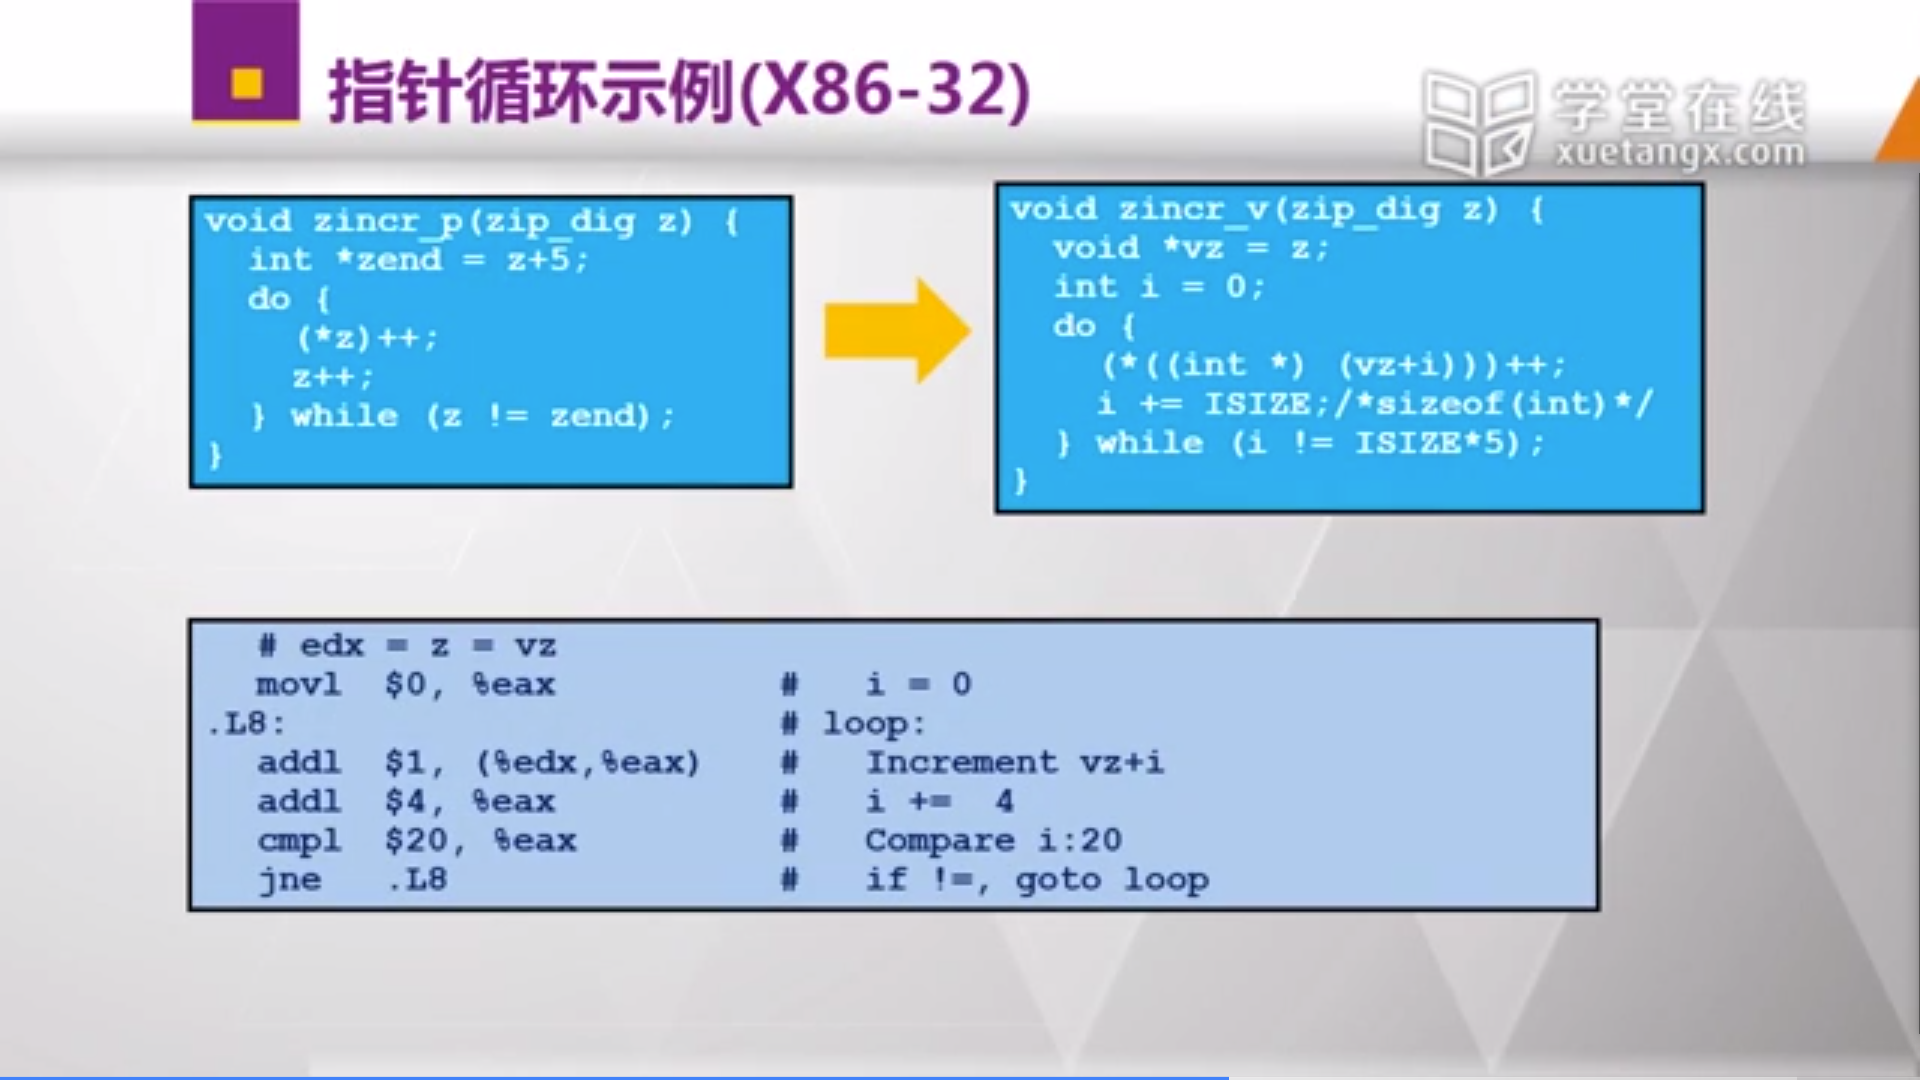 指针循环示例(X86-32)
学堂在线
xuetangx.com
void zincr_p(zip_dig z) {
int *zend = z+5;
do {
(*z)++;
z++;
} while (z != zend);
}
void zincr_v(zip_dig z) {
void *vz = z;
int i = 0;
do {
(*((int *) (vz+i)))++;
i += ISIZE;/*sizeof(int)*/
} while (i != ISIZE*5);
}
# edx = z = vz
movl $0, %eax # i = 0
.L8: # loop:
addl $1, (%edx,%eax) # Increment vz+i
addl $4, %eax # i += 4
cmpl $20, %eax # Compare i:20
jne .L8 # if !=, goto loop